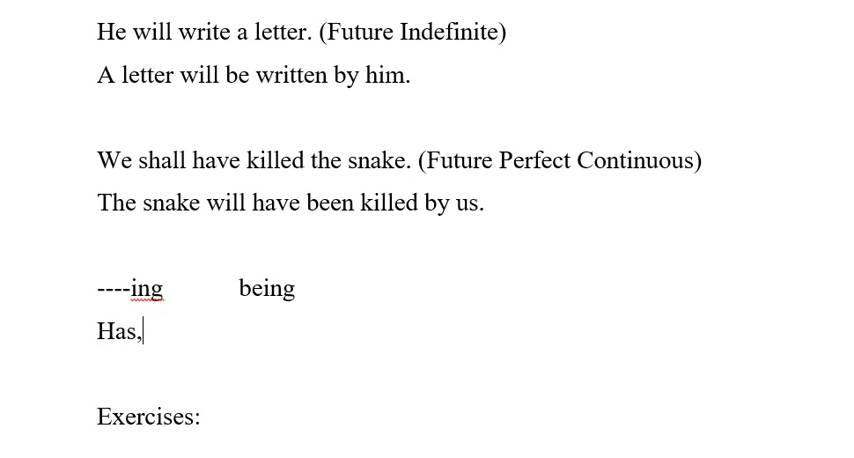 He will write a letter. (Future Indefinite)
A letter will be written by him.
We shall have killed the snake. (Future Perfect Continuous)
The snake will have been killed by us.
----ing being
Has,
Exercises: